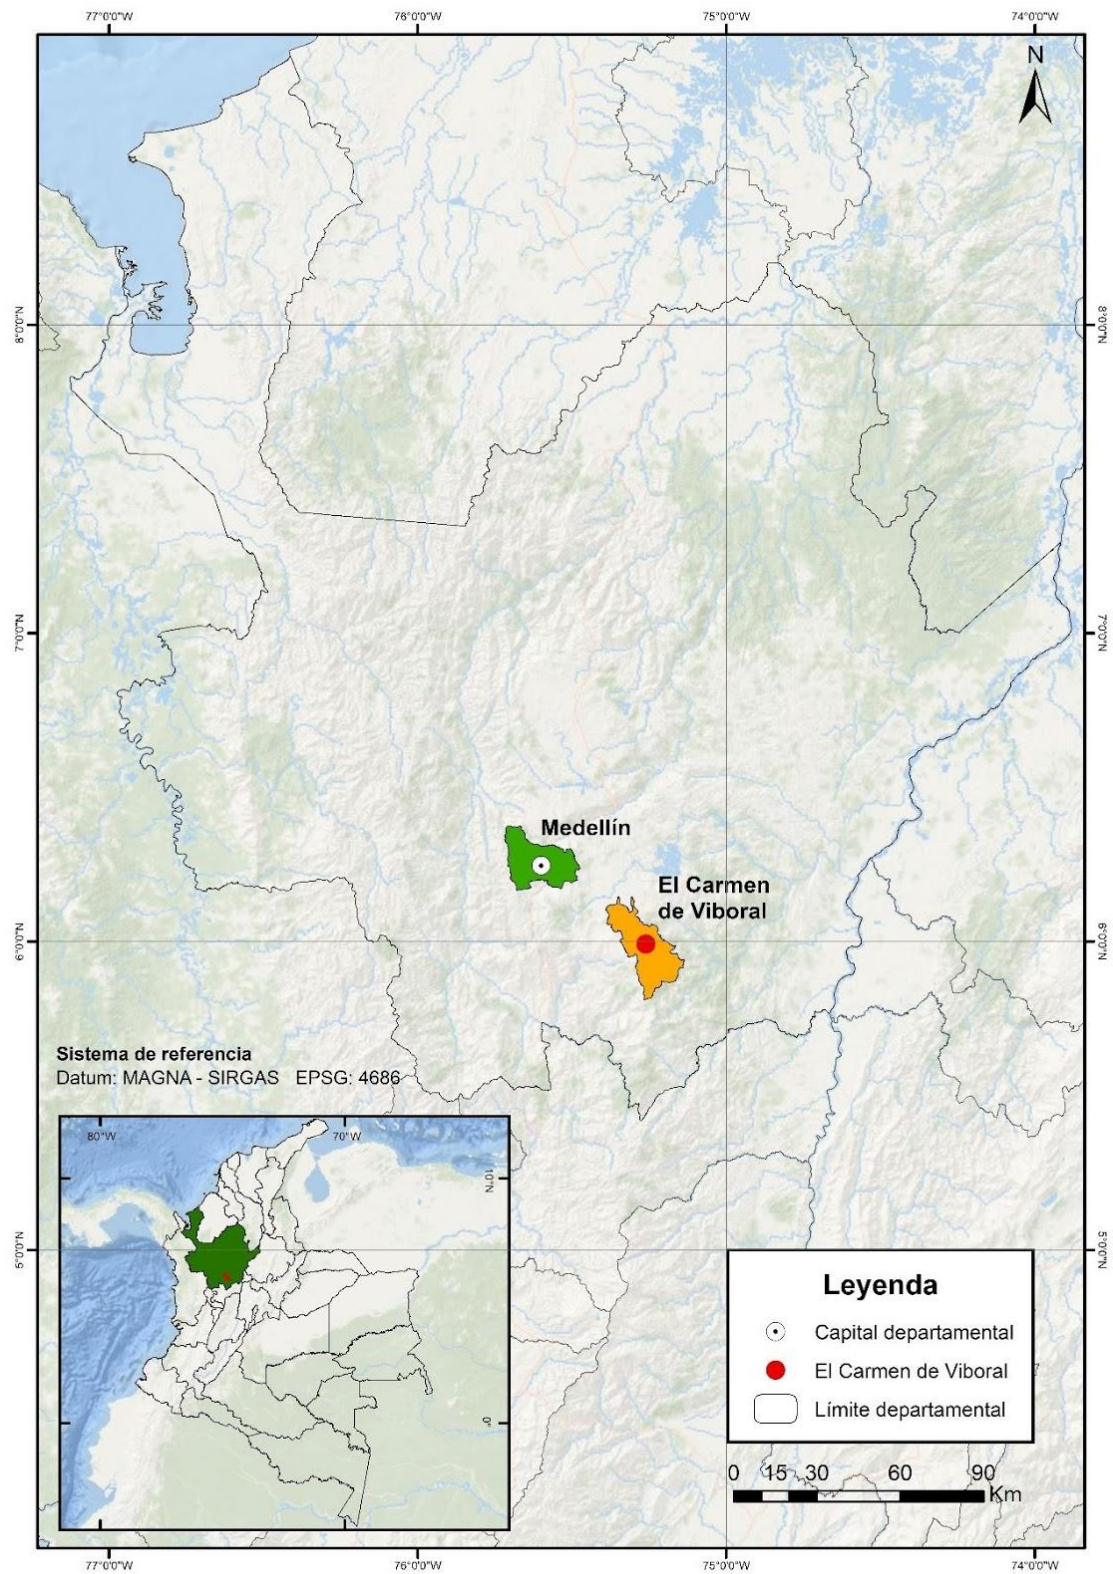 77°0'0"W 76°0'0"W 75°0'0"W 74°0'0"W
N
8°0'0"N 8°0'0"N
7°0'0"N 7°0'0"N
Medellín
El Carmen
de Viboral
6°0'0"N 6°0'0"N
Sistema de referencia
Datum: MAGNA - SIRGAS EPSG: 4686
80°W 70°W
10°N
0°
5°0'0"N 5°0'0"N
Leyenda
Capital departamental
El Carmen de Viboral
Límite departamental
0 15 30 60 90
Km
77°0'0"W 76°0'0"W 75°0'0"W 74°0'0"W